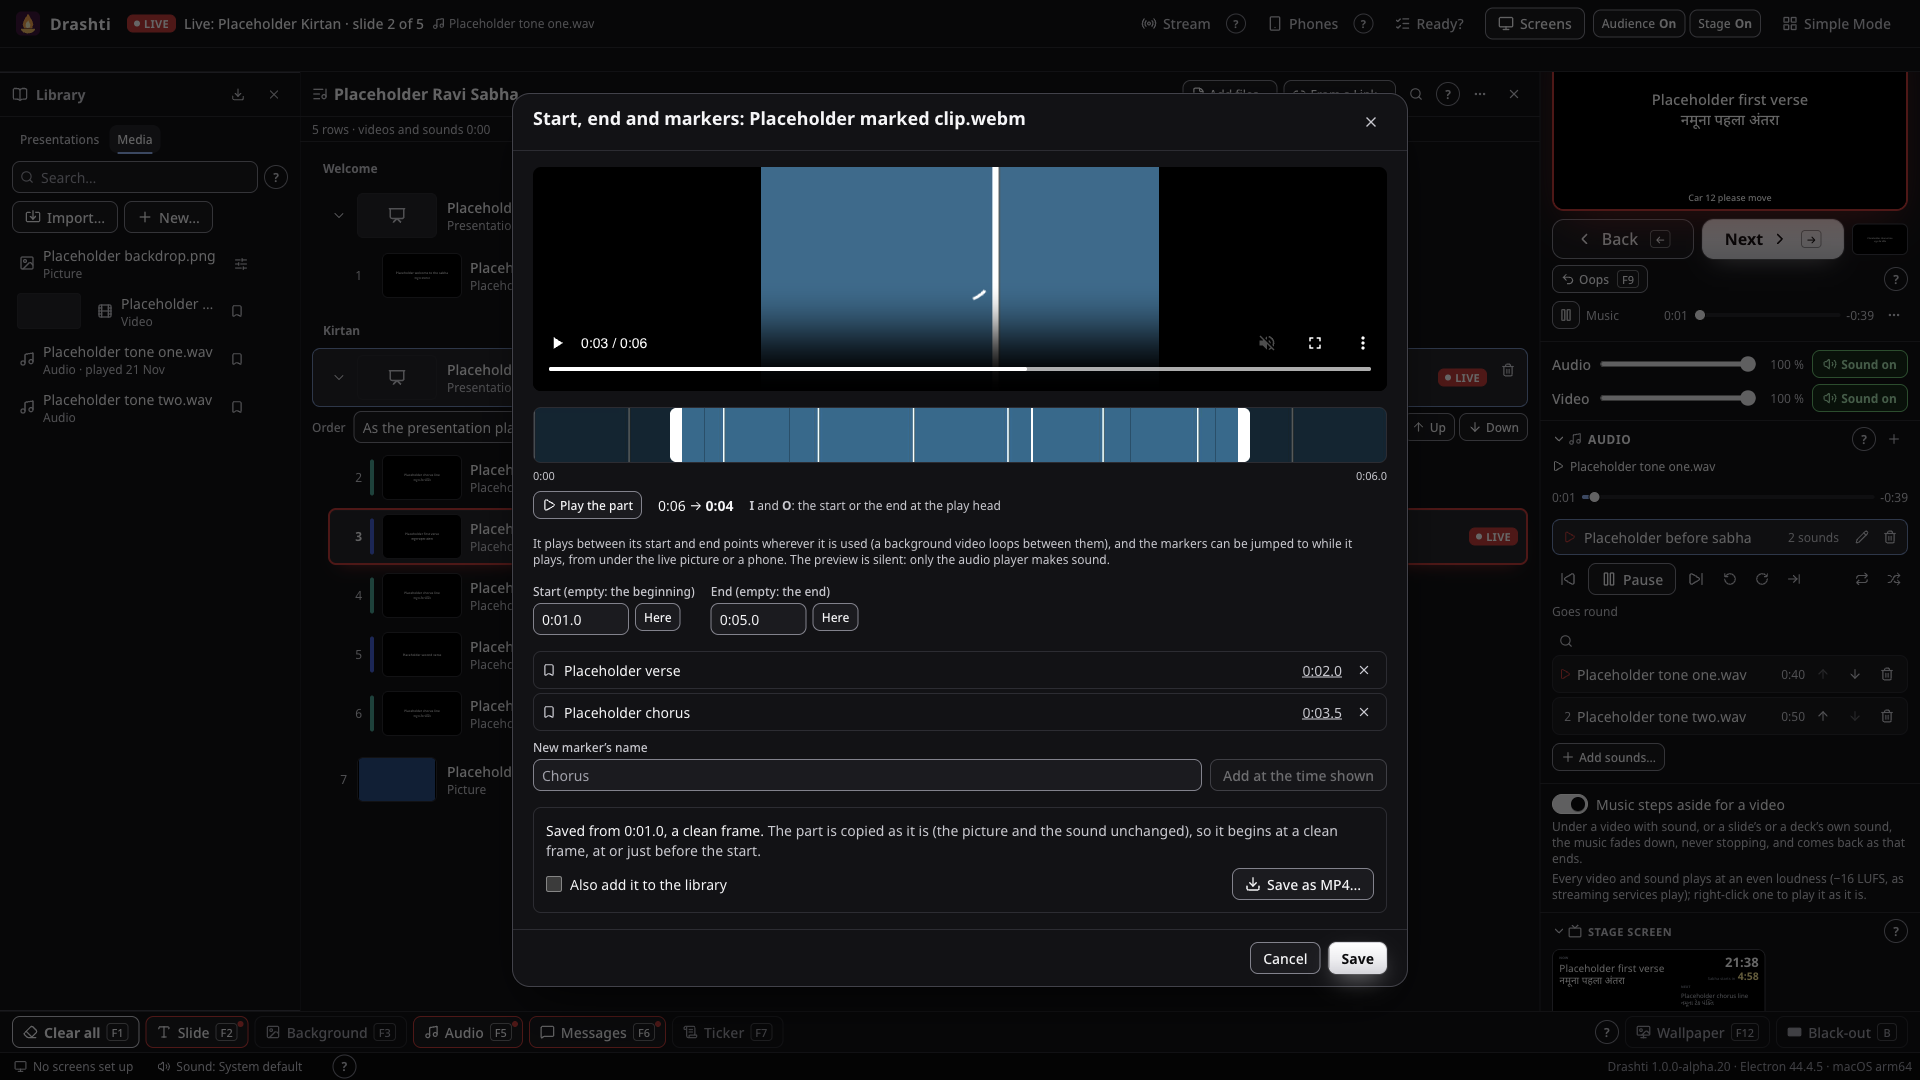 Drashti
LIVE
Live: Placeholder Kirtan · slide 2 of 5
Placeholder tone one.wav
Stream ?
Phones ?
Ready?
Screens
Audience On
Stage On
Simple Mode
Library
Presentations
Media
Search...
?
Import...
New...
Placeholder backdrop.png
Picture
Placeholder ...
Video
Placeholder tone one.wav
Audio · played 21 Nov
Placeholder tone two.wav
Audio
Placeholder Ravi Sabha
5 rows · videos and sounds 0:00
Welcome
1
Kirtan
Order
As the presentation
2
3
4
5
6
7
Picture
LIVE
Up
Down
LIVE
Start, end and markers: Placeholder marked clip.webm
0:03 / 0:06
0:00
0:06.0
Play the part
0:06 → 0:04
I and O: the start or the end at the play head
It plays between its start and end points wherever it is used (a background video loops between them), and the markers can be jumped to while it
plays, from under the live picture or a phone. The preview is silent: only the audio player makes sound.
Start (empty: the beginning)
End (empty: the end)
0:01.0
Here
0:05.0
Here
Placeholder verse
0:02.0
Placeholder chorus
0:03.5
New marker’s name
Chorus
Add at the time shown
Saved from 0:01.0, a clean frame. The part is copied as it is (the picture and the sound unchanged), so it begins at a clean
frame, at or just before the start.
Also add it to the library
Save as MP4...
Cancel
Save
Placeholder first verse
नमूना पहला अंतरा
Car 12 please move
Back
Next
Oops F9
?
Music
0:01
-0:39
Audio
100 %
Sound on
Video
100 %
Sound on
AUDIO
?
Placeholder tone one.wav
0:01
-0:39
Placeholder before sabha
2 sounds
Pause
Goes round
Placeholder tone one.wav
0:40
2 Placeholder tone two.wav
0:50
Add sounds...
Music steps aside for a video
Under a video with sound, or a slide’s or a deck’s own sound,
the music fades down, never stopping, and comes back as that
ends.
Every video and sound plays at an even loudness (−16 LUFS, as
streaming services play); right-click one to play it as it is.
STAGE SCREEN
?
Placeholder first verse
नमूना पहला अंतरा
21:38
4:58
Placeholder chorus line
Clear all F1
Slide F2
Background F3
Audio F5
Messages F6
Ticker F7
?
Wallpaper F12
Black-out B
No screens set up
Sound: System default
?
Drashti 1.0.0-alpha.20 · Electron 44.4.5 · macOS arm64